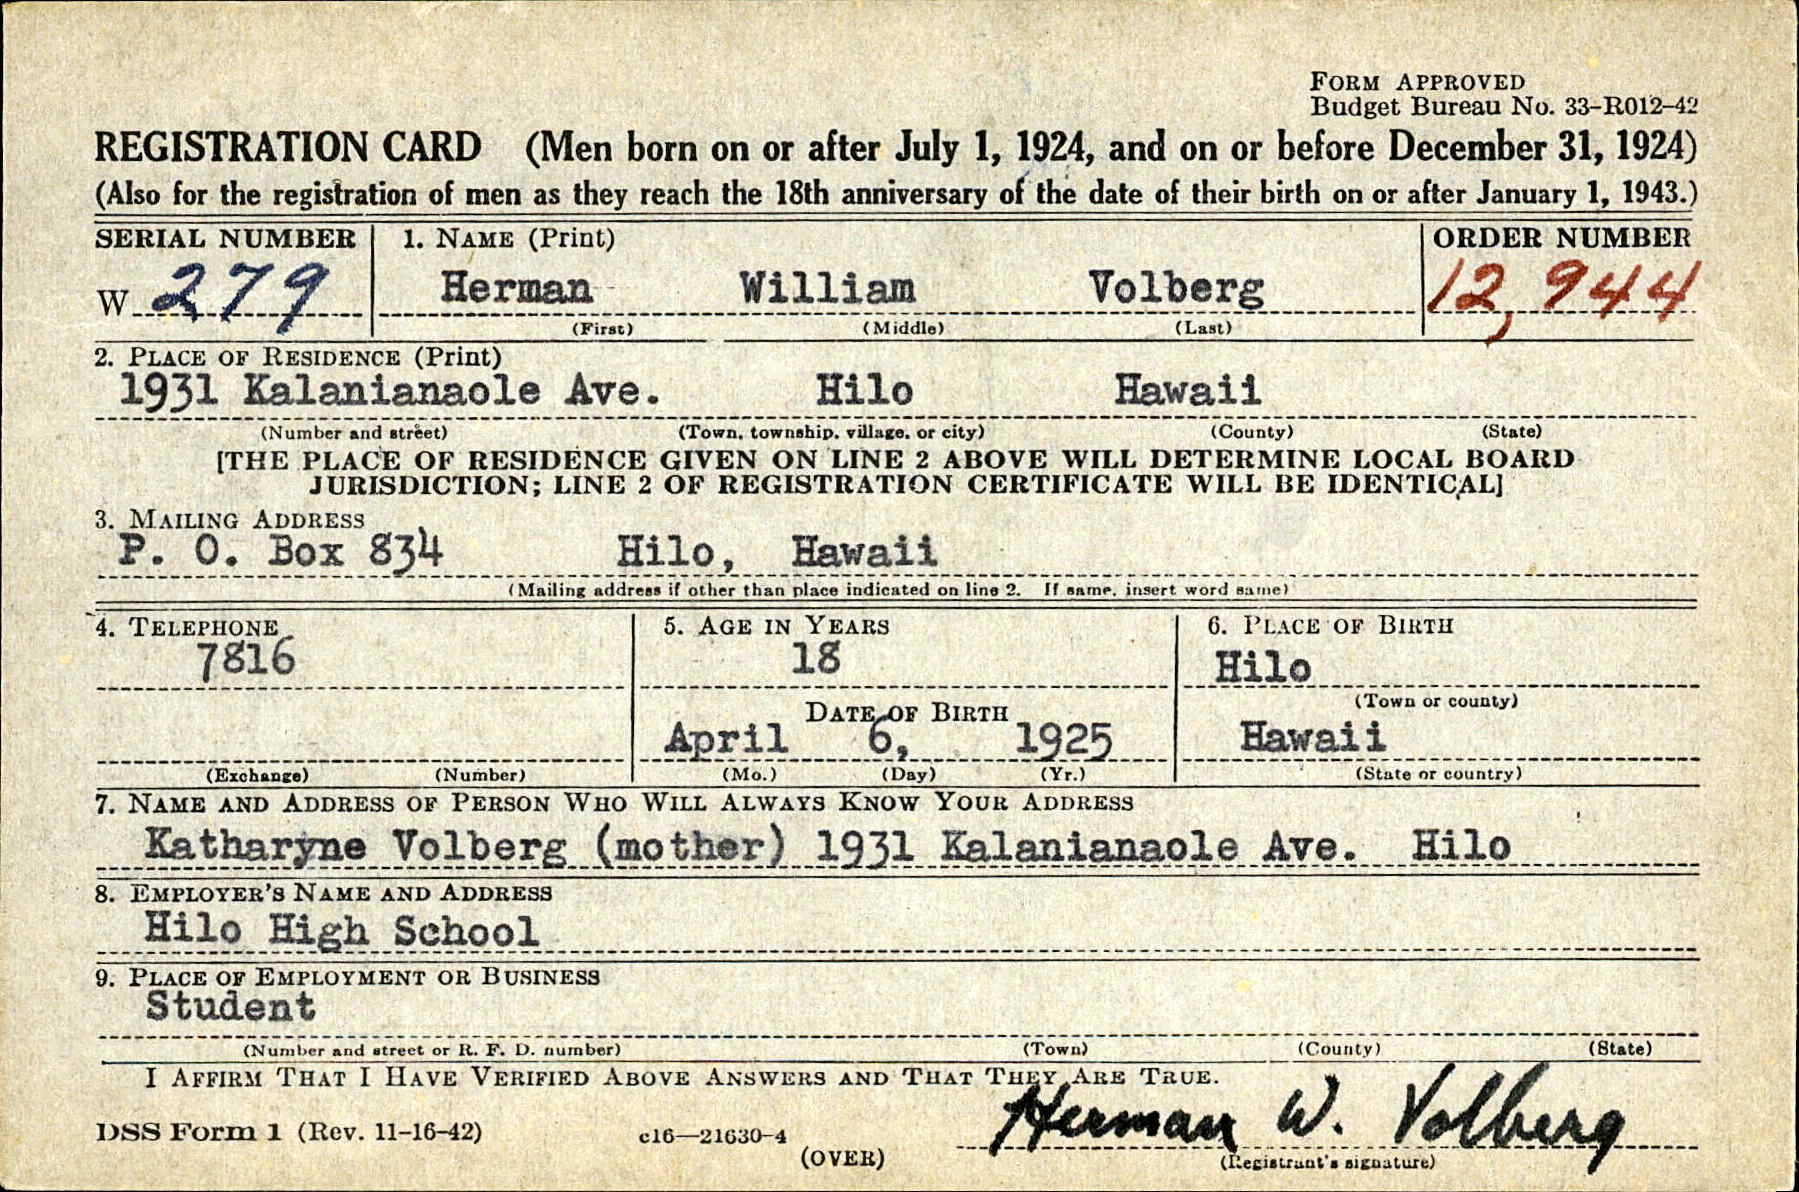 FORM APPROVED
Budget Bureau No. 33-R012-42
REGISTRATION CARD (Men born on or after July 1, 1924, and on or before December 31, 1924)
(Also for the registration of men as they reach the 18th anniversary of the date of their birth on or after January 1, 1943.)
SERIAL NUMBER 1. NAME (Print) ORDER NUMBER
W 279 Herman William Volberg 12,944
(First) (Middle) (Last)
2. PLACE OF RESIDENCE (Print)
1931 Kalanianaole Ave. Hilo Hawaii
(Number and street) (Town, township, village, or city) (County) (State)
[THE PLACE OF RESIDENCE GIVEN ON LINE 2 ABOVE WILL DETERMINE LOCAL BOARD
JURISDICTION; LINE 2 OF REGISTRATION CERTIFICATE WILL BE IDENTICAL]
3. MAILING ADDRESS
P. O. Box 834 Hilo, Hawaii
(Mailing address if other than place indicated on line 2. If same, insert word same)
4. TELEPHONE 5. AGE IN YEARS 6. PLACE OF BIRTH
7816 18 Hilo
(Town or county)
DATE OF BIRTH
April 6, 1925 Hawaii
(Exchange) (Number) (Mo.) (Day) (Yr.) (State or country)
7. NAME AND ADDRESS OF PERSON WHO WILL ALWAYS KNOW YOUR ADDRESS
Katharyne Volberg (mother) 1931 Kalanianaole Ave. Hilo
8. EMPLOYER'S NAME AND ADDRESS
Hilo High School
9. PLACE OF EMPLOYMENT OR BUSINESS
Student
(Number and street or R. F. D. number) (Town) (County) (State)
I AFFIRM THAT I HAVE VERIFIED ABOVE ANSWERS AND THAT THEY ARE TRUE.
DSS Form 1 (Rev. 11-16-42) c16—21630-4 Herman W. Volberg
(OVER) (Registrant's signature)